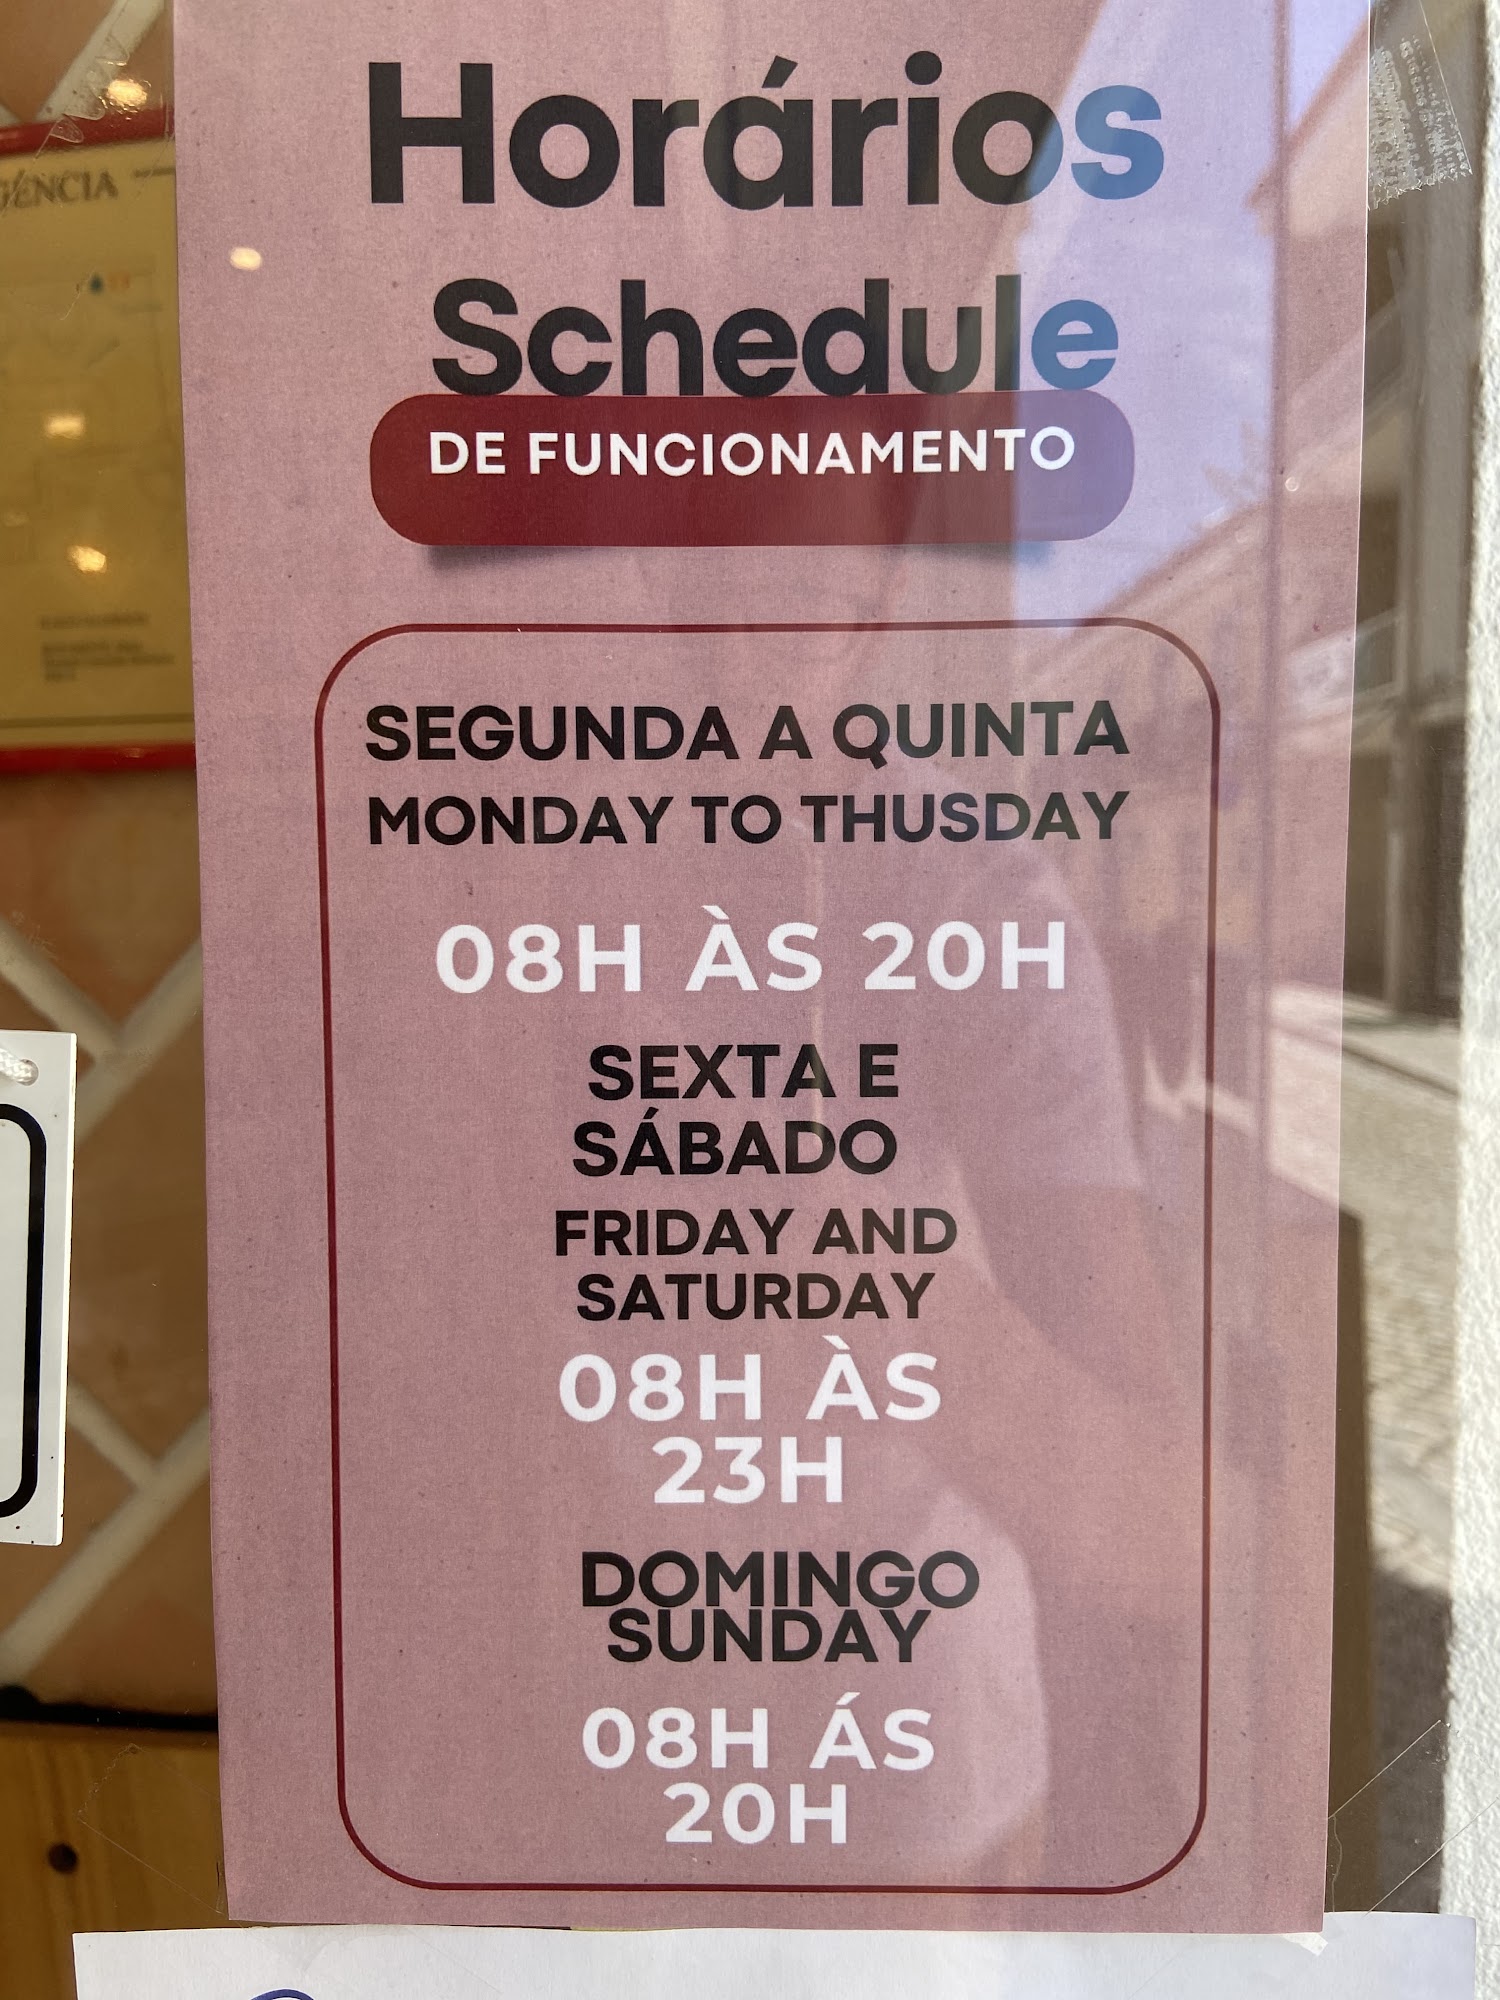 GÊNCIA
Horários
Schedule
DE FUNCIONAMENTO
SEGUNDA A QUINTA
MONDAY TO THUSDAY
08H ÀS 20H
SEXTA E
SÁBADO
FRIDAY AND
SATURDAY
08H ÀS
23H
DOMINGO
SUNDAY
08H ÁS
20H